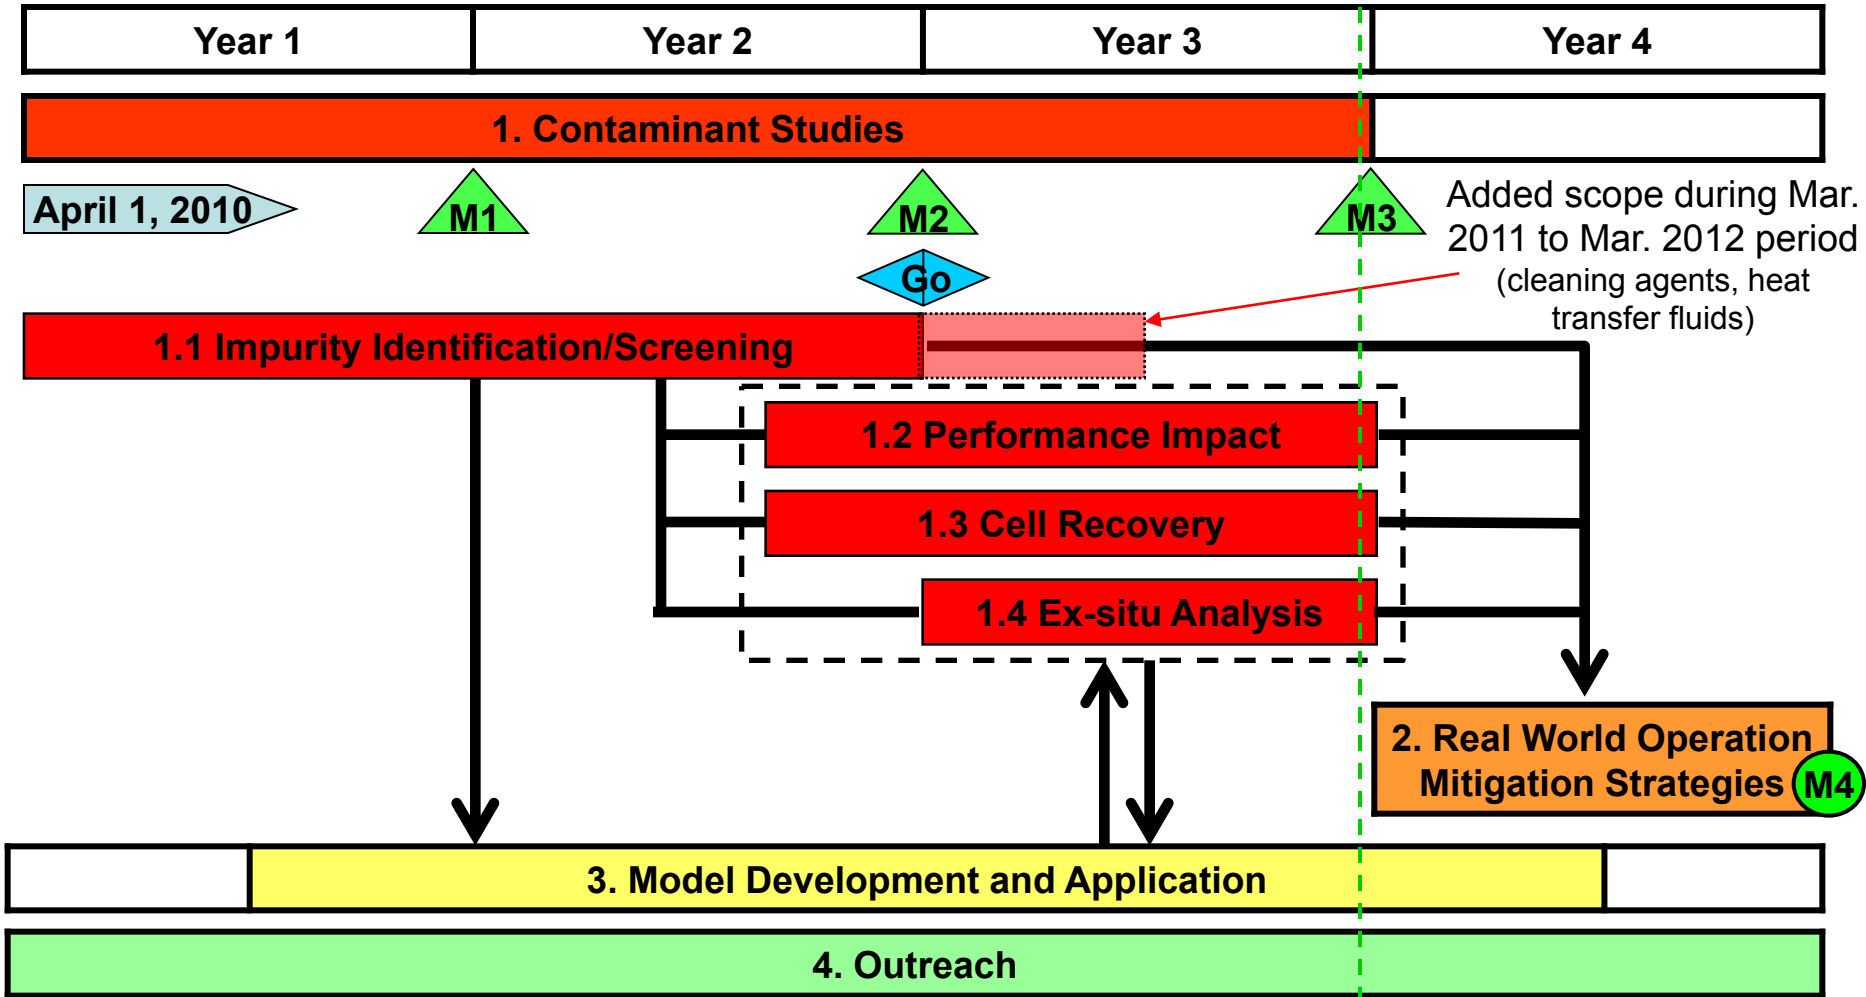 Year 1
Year 2
Year 3
Year 4
1. Contaminant Studies
April 1, 2010
M1
M2
M3
Added scope during Mar.
2011 to Mar. 2012 period
(cleaning agents, heat
transfer fluids)
Go
1.1 Impurity Identification/Screening
1.2 Performance Impact
1.3 Cell Recovery
1.4 Ex-situ Analysis
2. Real World Operation
Mitigation Strategies
M4
3. Model Development and Application
4. Outreach